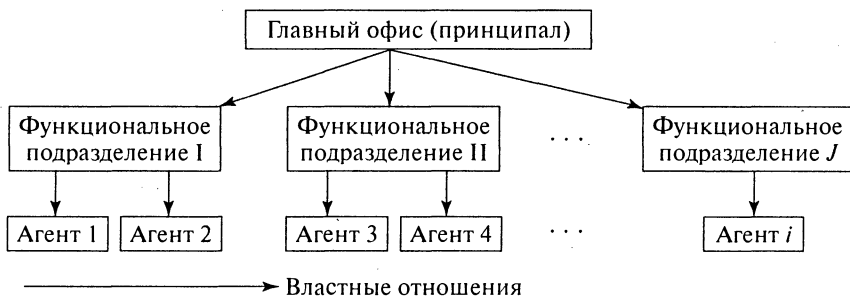 Главный офис (принципал)
Функциональное
подразделение I
Функциональное
подразделение II
. . .
Функциональное
подразделение J
Агент 1
Агент 2
Агент 3
Агент 4
. . .
Агент i
Властные отношения